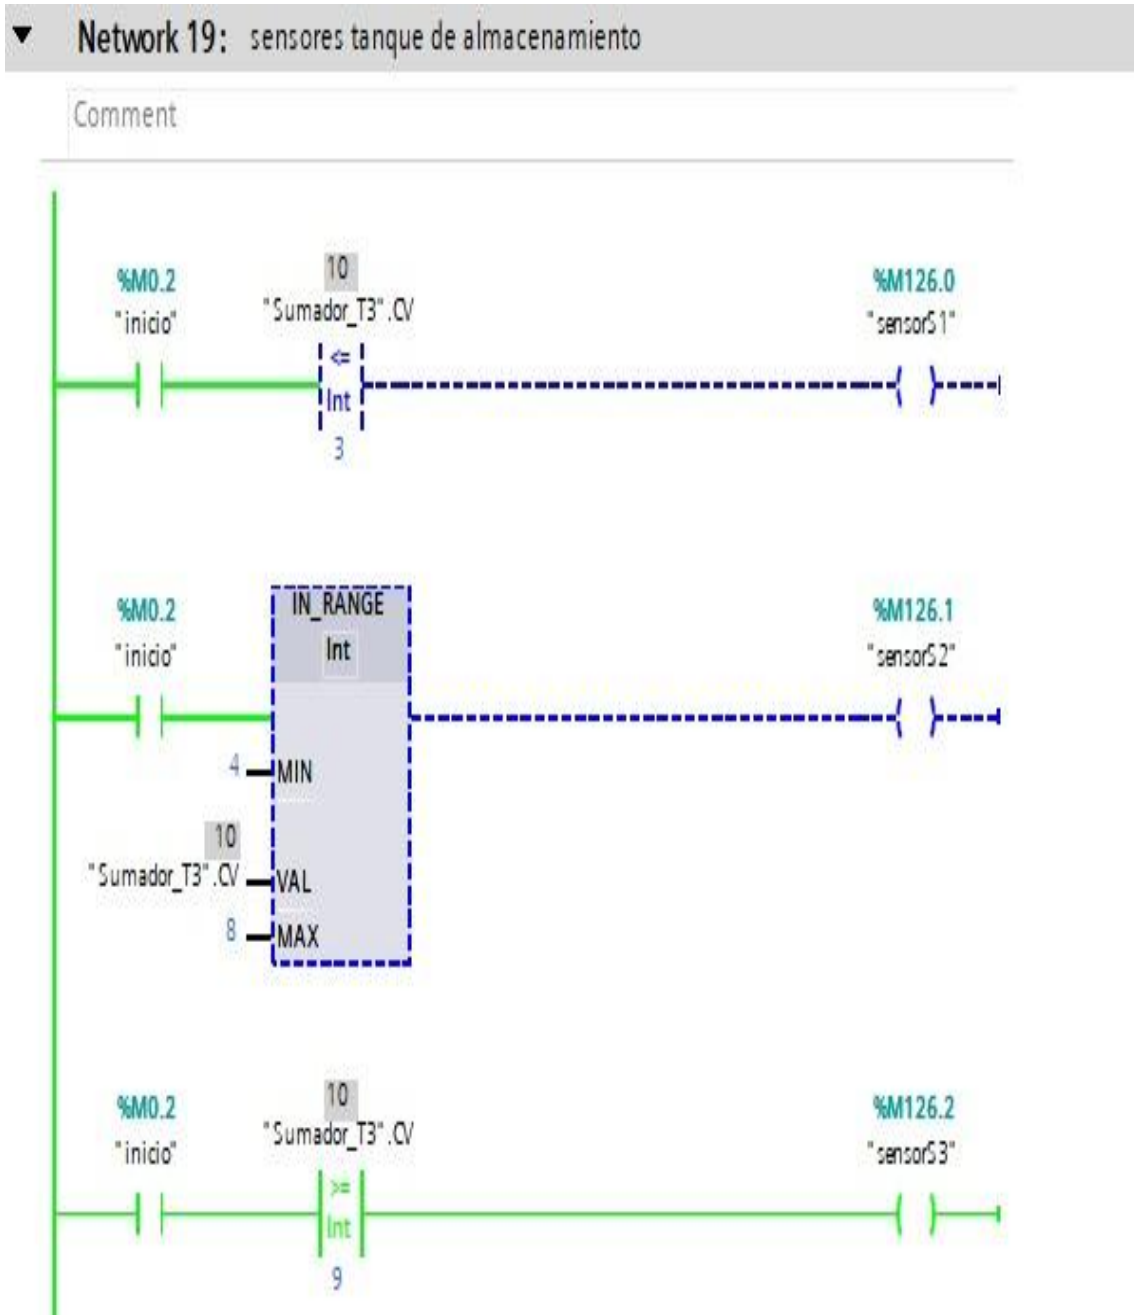 Network 19: sensores tanque de almacenamiento
Comment
%M0.2
"inicio"
10
"Sumador_T3".CV
<=
Int
3
%M126.0
"sensorS1"
%M0.2
"inicio"
IN_RANGE
Int
4
MIN
10
"Sumador_T3".CV
VAL
8
MAX
%M126.1
"sensorS2"
%M0.2
"inicio"
10
"Sumador_T3".CV
>=
Int
9
%M126.2
"sensorS3"